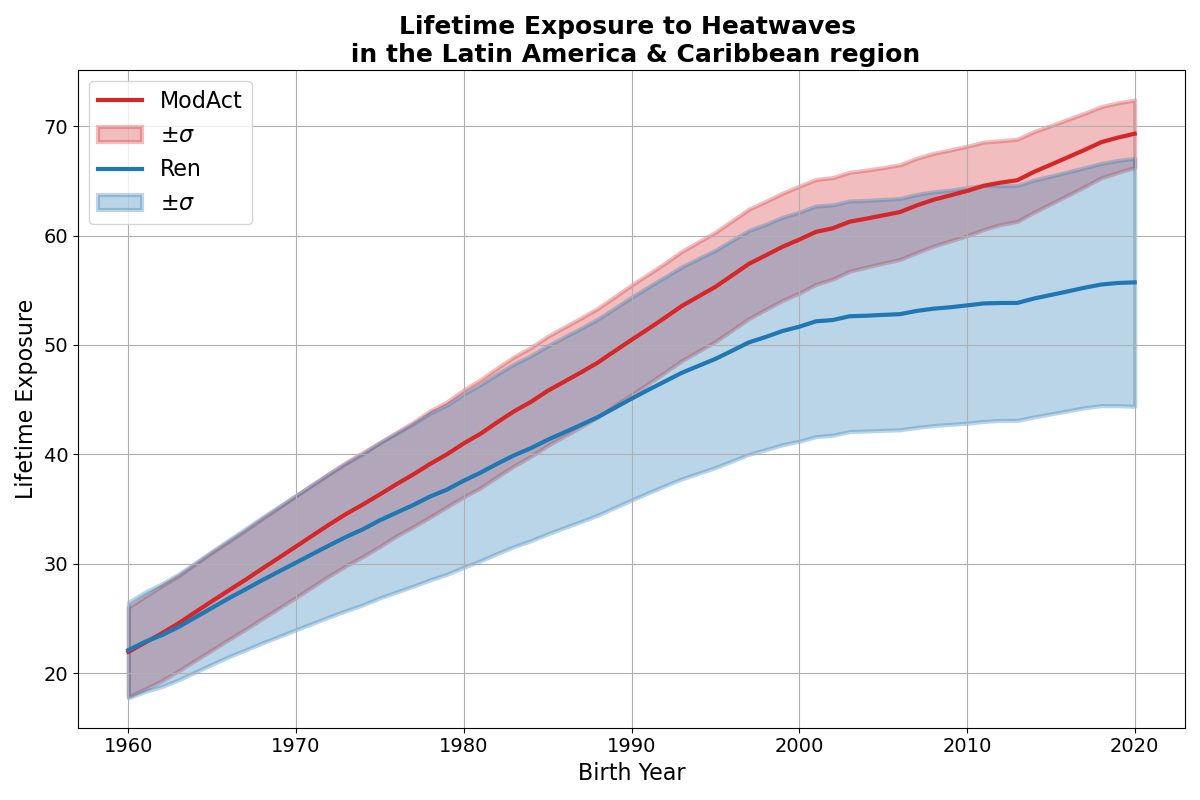 Lifetime Exposure to Heatwaves
in the Latin America & Caribbean region
ModAct
±σ
Ren
±σ
Lifetime Exposure
70
60
50
40
30
20
1960
1970
1980
1990
2000
2010
2020
Birth Year